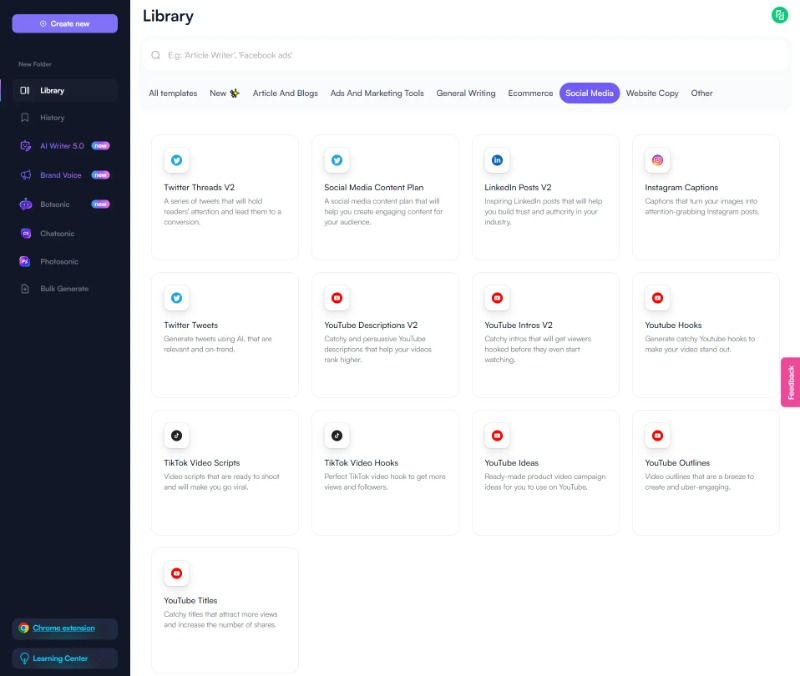 Create new
New Folder
Library
History
AI Writer 5.0 new
Brand Voice new
Botsonic new
Chatsonic
Photosonic
Bulk Generate
Chrome extension
Learning Center
Library
E.g: 'Article Writer', 'Facebook ads'
All templates New Article And Blogs Ads And Marketing Tools General Writing Ecommerce Social Media Website Copy Other
Twitter Threads V2
A series of tweets that will hold
readers' attention and lead them to a
conversion.
Social Media Content Plan
A social media content plan that will
help you create engaging content for
your audience.
LinkedIn Posts V2
Inspiring LinkedIn posts that will help
you build trust and authority in your
industry.
Instagram Captions
Captions that turn your images into
attention-grabbing Instagram posts.
Twitter Tweets
Generate tweets using AI, that are
relevant and on-trend.
YouTube Descriptions V2
Catchy and persuasive YouTube
descriptions that help your videos
rank higher.
YouTube Intros V2
Catchy intros that will get viewers
hooked before they even start
watching.
Youtube Hooks
Generate catchy Youtube hooks to
make your video stand out.
TikTok Video Scripts
Video scripts that are ready to shoot
and will make you go viral.
TikTok Video Hooks
Perfect TikTok video hook to get more
views and followers.
YouTube Ideas
Ready-made product video campaign
ideas for you to use on YouTube.
YouTube Outlines
Video outlines that are a breeze to
create and uber-engaging.
YouTube Titles
Catchy titles that attract more views
and increase the number of shares.
Feedback